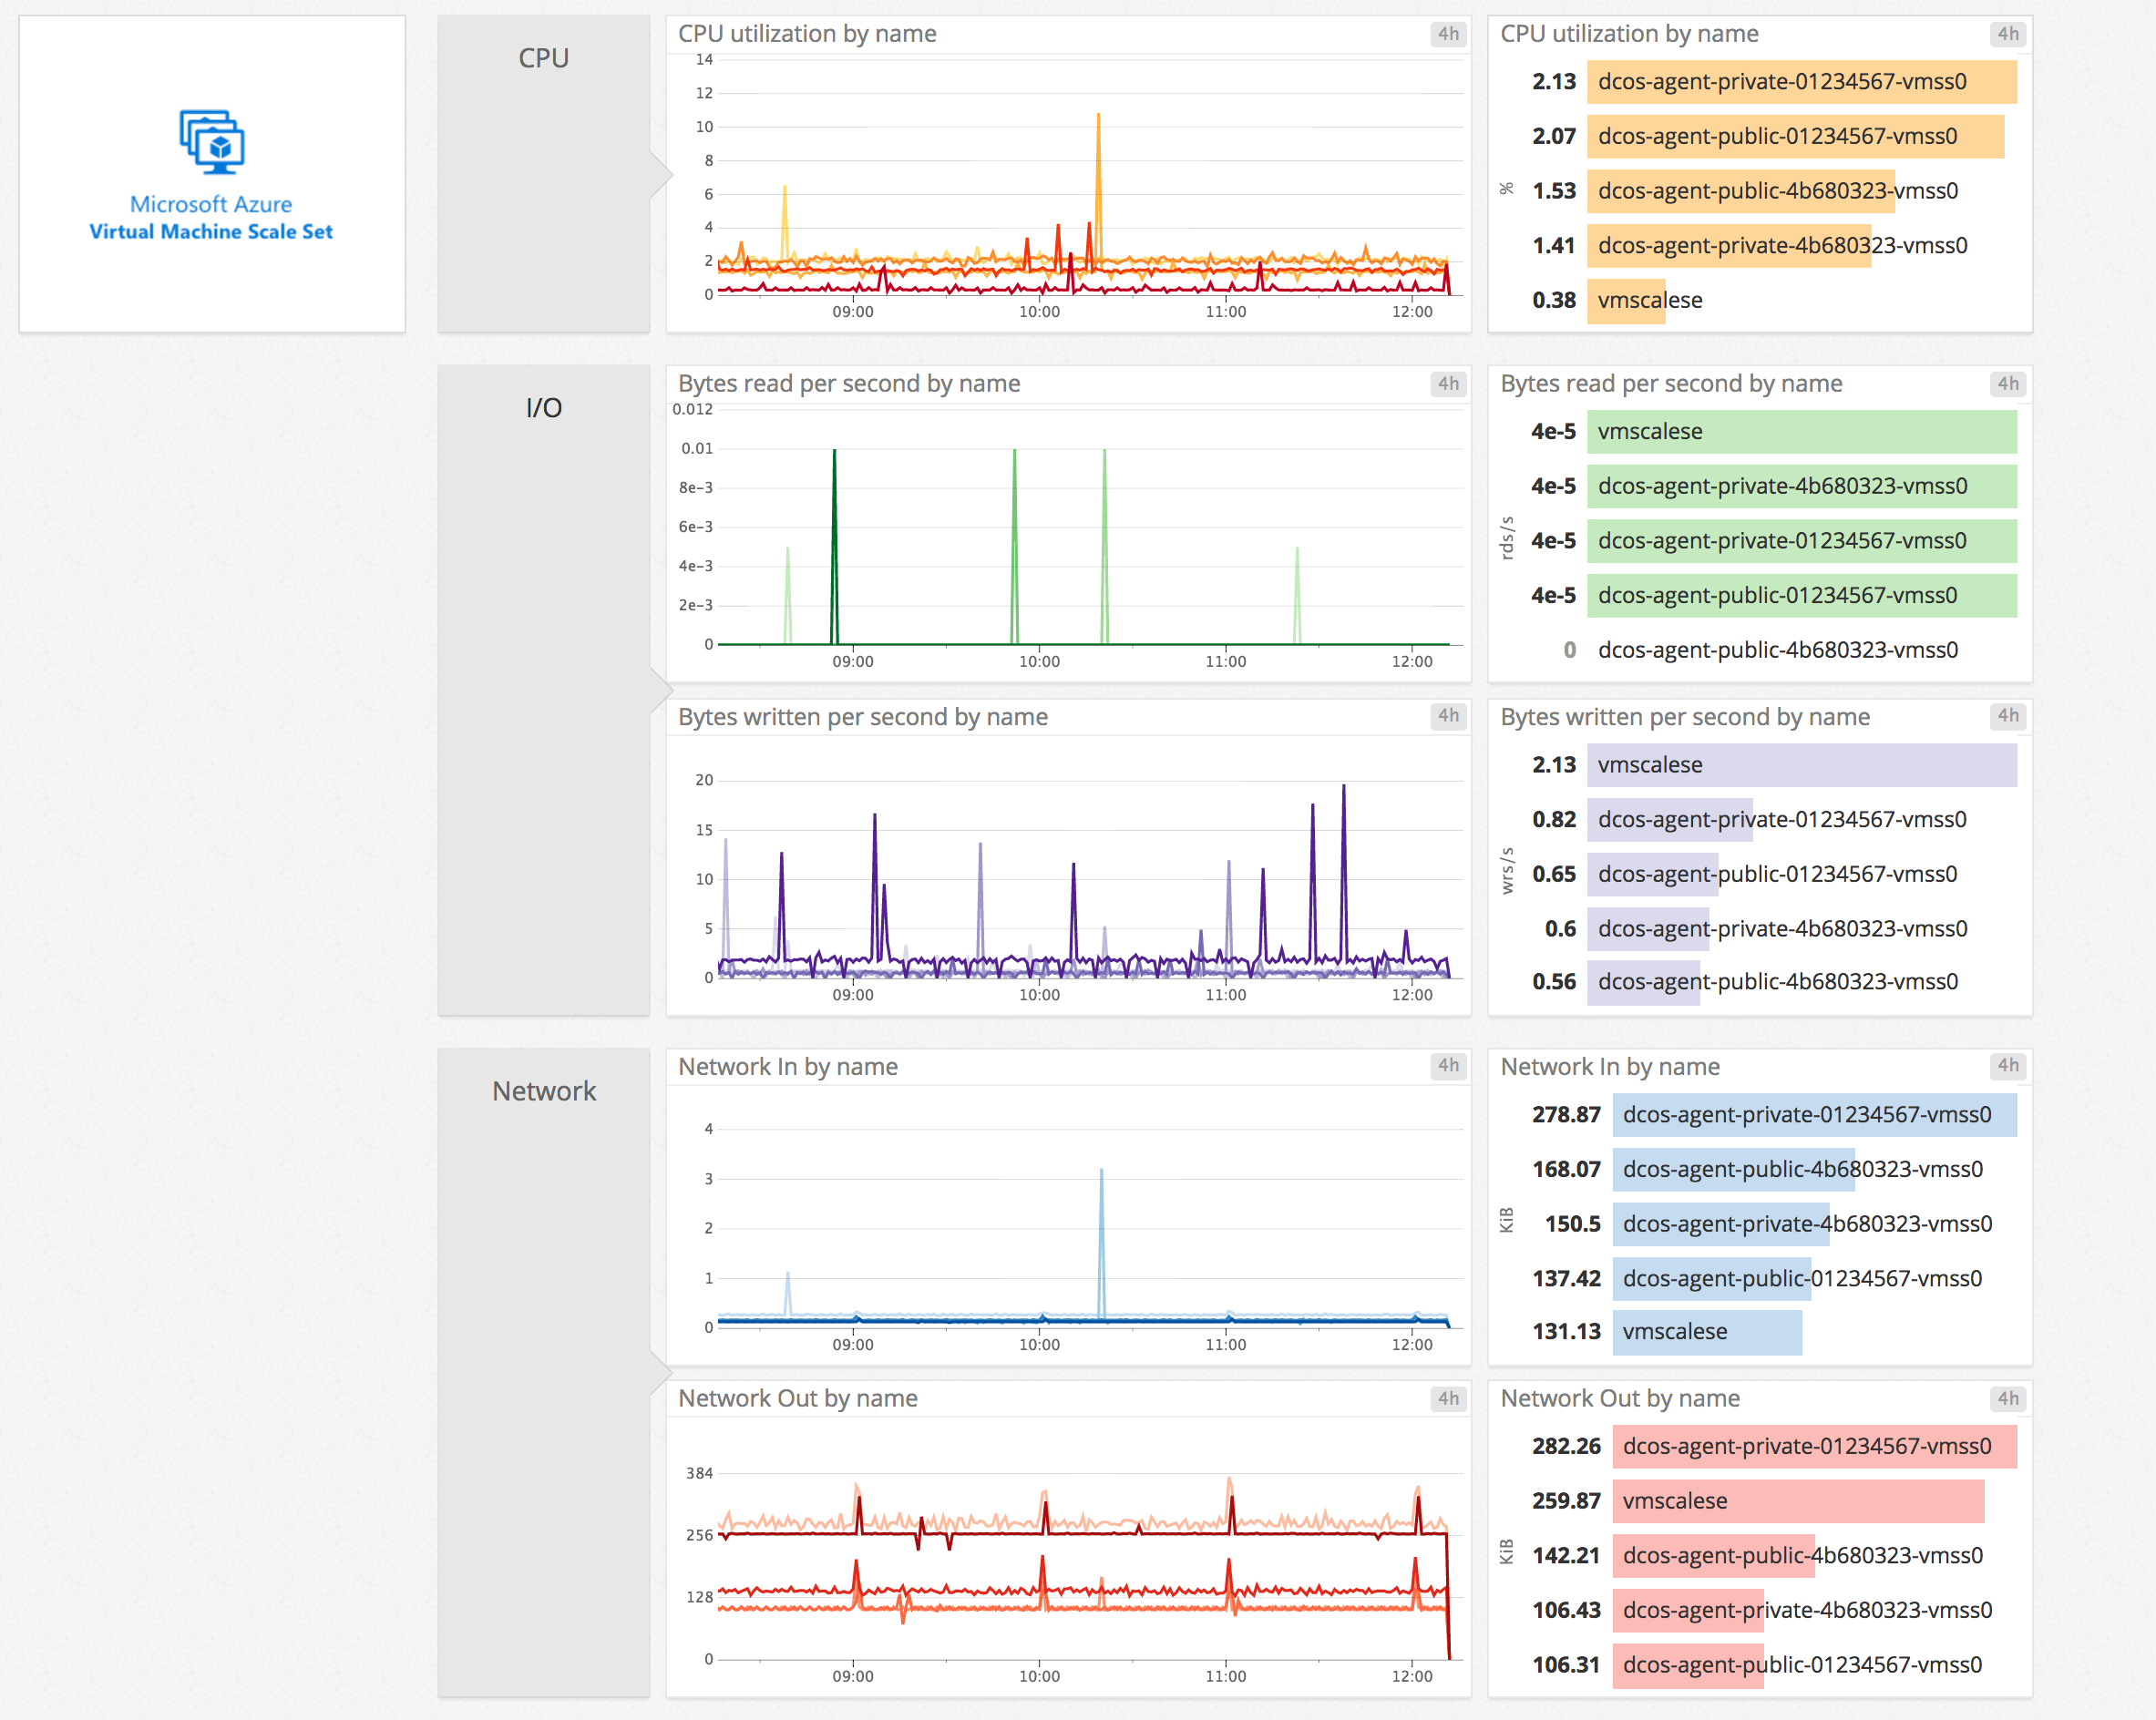 Microsoft Azure
Virtual Machine Scale Set
CPU
CPU utilization by name
4h
14
12
10
8
6
4
2
0
09:00
10:00
11:00
12:00
CPU utilization by name
4h
%
2.13 dcos-agent-private-01234567-vmss0
2.07 dcos-agent-public-01234567-vmss0
1.53 dcos-agent-public-4b680323-vmss0
1.41 dcos-agent-private-4b680323-vmss0
0.38 vmscalese
I/O
Bytes read per second by name
4h
0.012
0.01
8e-3
6e-3
4e-3
2e-3
0
09:00
10:00
11:00
12:00
Bytes read per second by name
4h
rds/s
4e-5 vmscalese
4e-5 dcos-agent-private-4b680323-vmss0
4e-5 dcos-agent-private-01234567-vmss0
4e-5 dcos-agent-public-01234567-vmss0
0 dcos-agent-public-4b680323-vmss0
Bytes written per second by name
4h
20
15
10
5
0
09:00
10:00
11:00
12:00
Bytes written per second by name
4h
wrs/s
2.13 vmscalese
0.82 dcos-agent-private-01234567-vmss0
0.65 dcos-agent-public-01234567-vmss0
0.6 dcos-agent-private-4b680323-vmss0
0.56 dcos-agent-public-4b680323-vmss0
Network
Network In by name
4h
4
3
2
1
0
09:00
10:00
11:00
12:00
Network In by name
4h
KiB
278.87 dcos-agent-private-01234567-vmss0
168.07 dcos-agent-public-4b680323-vmss0
150.5 dcos-agent-private-4b680323-vmss0
137.42 dcos-agent-public-01234567-vmss0
131.13 vmscalese
Network Out by name
4h
384
256
128
0
09:00
10:00
11:00
12:00
Network Out by name
4h
KiB
282.26 dcos-agent-private-01234567-vmss0
259.87 vmscalese
142.21 dcos-agent-public-4b680323-vmss0
106.43 dcos-agent-private-4b680323-vmss0
106.31 dcos-agent-public-01234567-vmss0